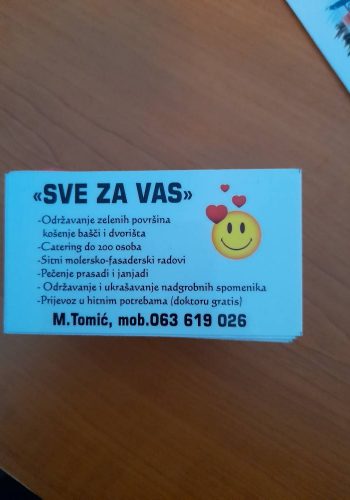 «SVE ZA VAS»
-Održavanje zelenih površina
košenje bašči i dvorišta
-Catering do 200 osoba
-Sitni molersko-fasaderski radovi
-Pečenje prasadi i janjadi
- Održavanje i ukrašavanje nadgrobnih spomenika
-Prijevoz u hitnim potrebama (doktoru gratis)
M.Tomić, mob.063 619 026